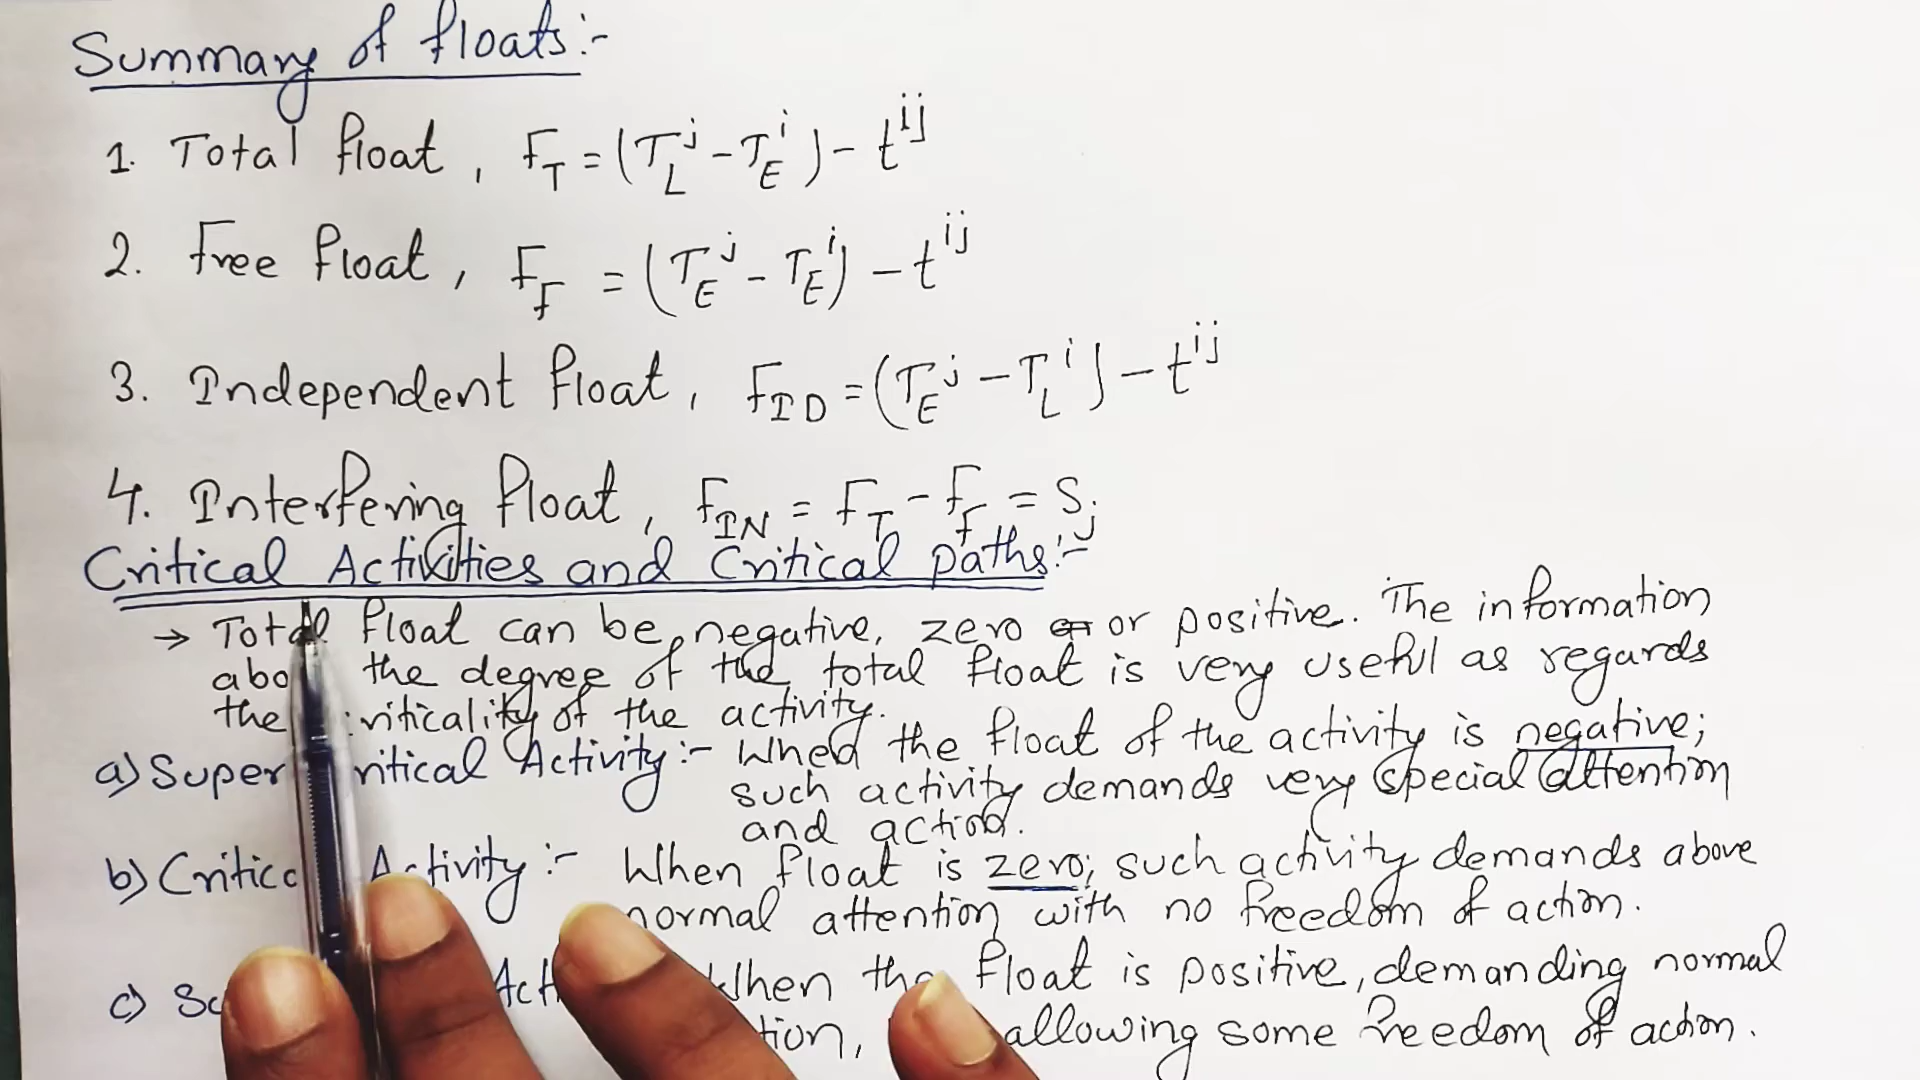 Summary of floats:-
1. Total float, F_T = (T_L^j - T_E^i) - t^ij
2. Free float, F_F = (T_E^j - T_E^i) - t^ij
3. Independent float, F_ID = (T_E^j - T_L^i) - t^ij
4. Interfering float, F_IN = F_T - F_F = S_j
Critical Activities and Critical paths:-
→ Total float can be negative, zero or positive. The information
the degree of the total float is very useful as regards
the criticality of the activity.
a) Super Critical Activity:- When the float of the activity is negative;
such activity demands very special attention
and action.
b) Critical Activity:- When float is zero; such activity demands above
normal attention with no freedom of action.
c) When the float is positive, demanding normal
allowing some freedom of action.